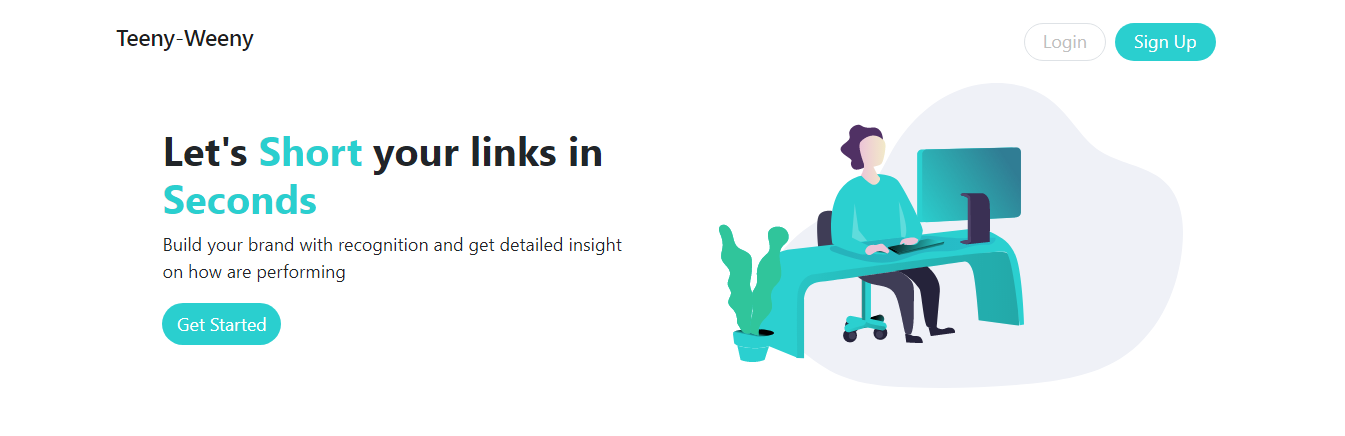 Teeny-Weeny
Login
Sign Up
Let's Short your links in
Seconds
Build your brand with recognition and get detailed insight
on how are performing
Get Started